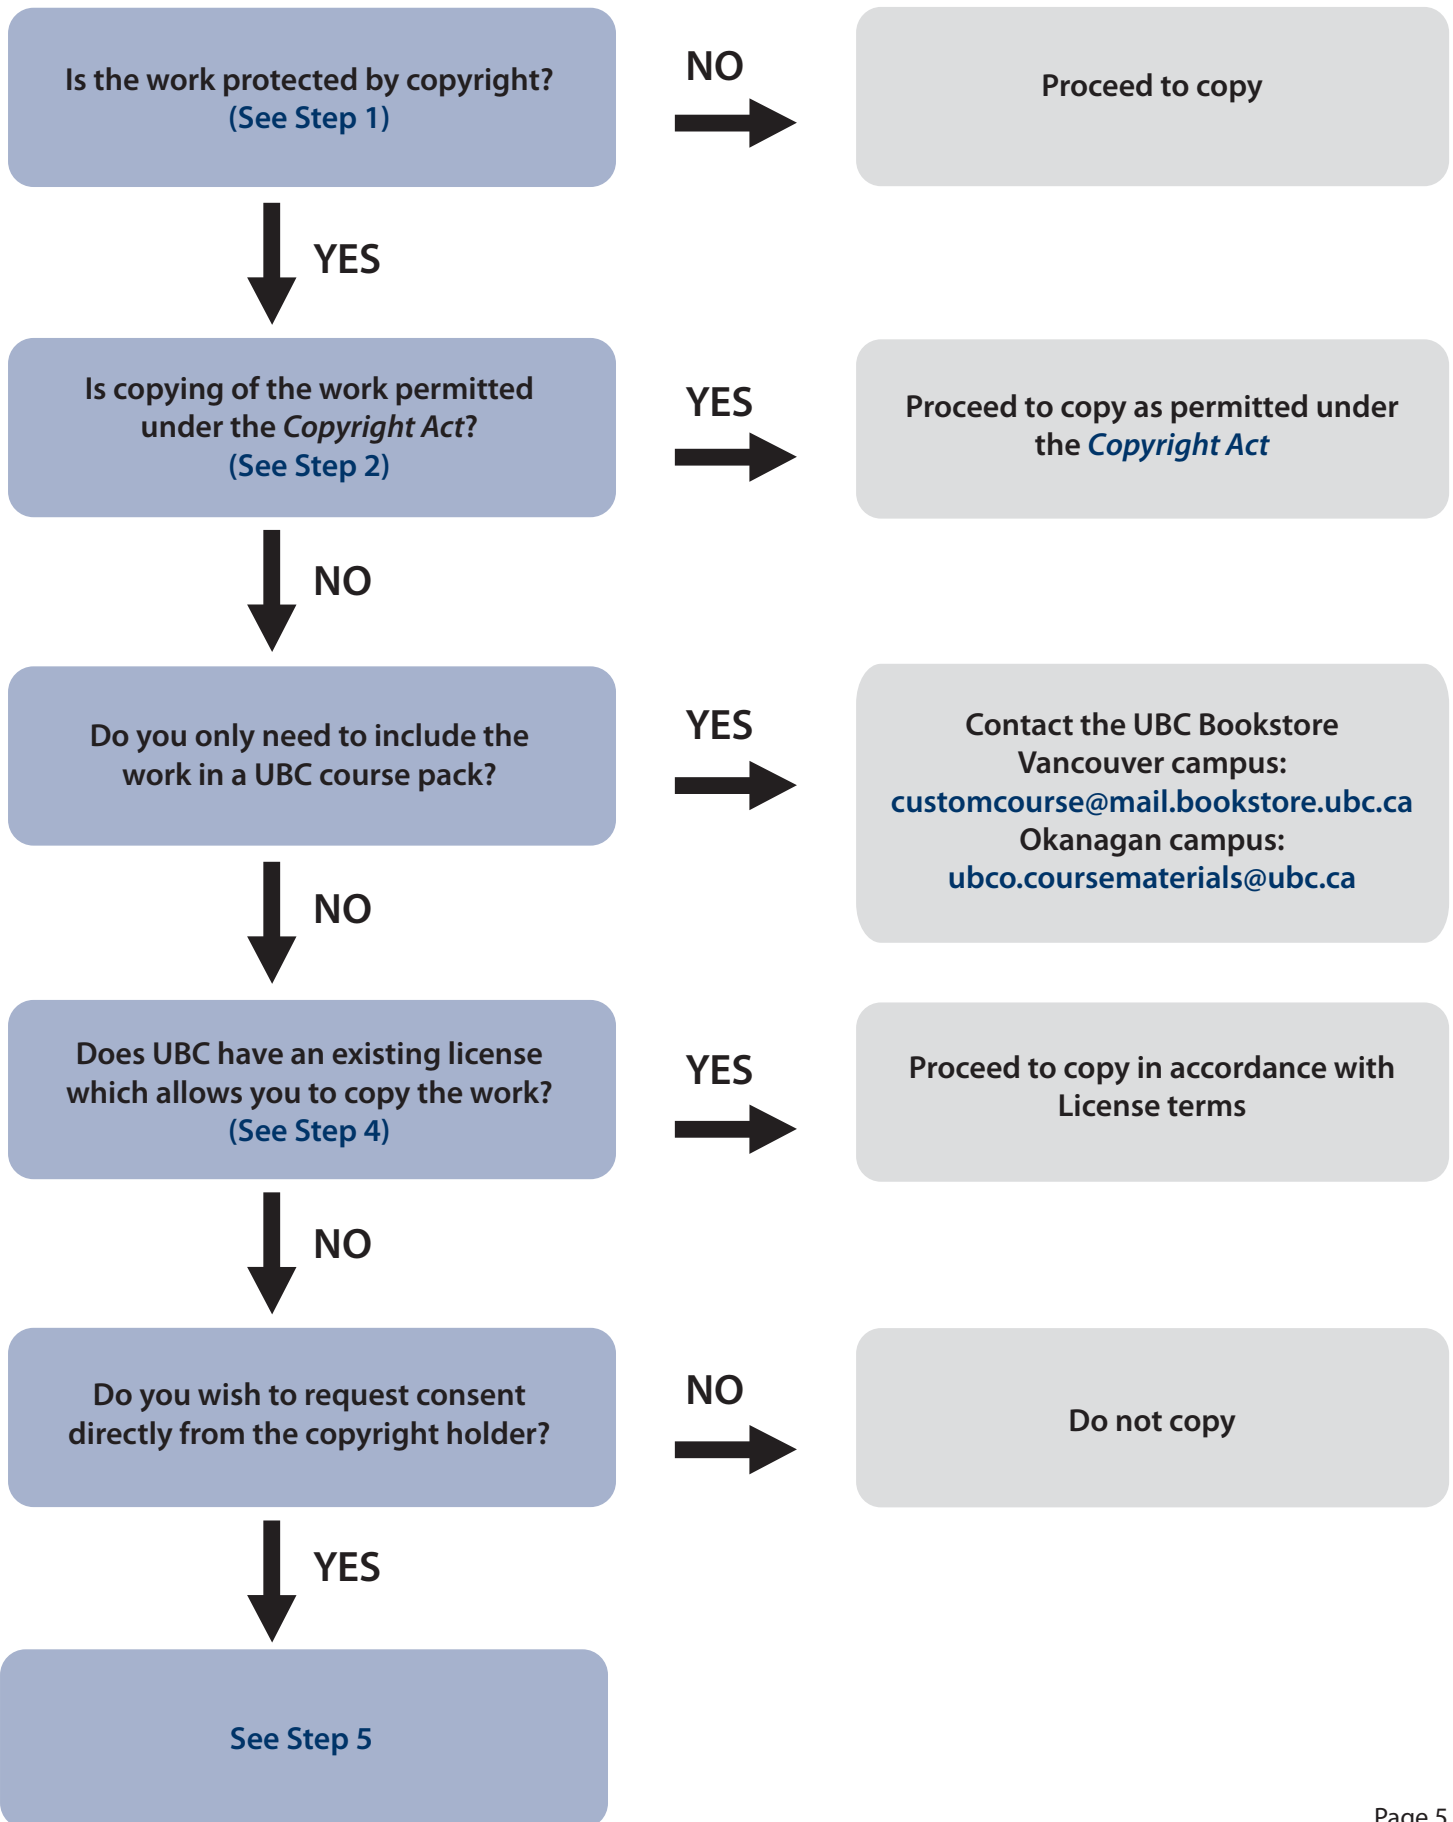 Is the work protected by copyright?
(See Step 1)
NO
Proceed to copy
YES
Is copying of the work permitted
under the Copyright Act?
(See Step 2)
YES
Proceed to copy as permitted under
the Copyright Act
NO
Do you only need to include the
work in a UBC course pack?
YES
Contact the UBC Bookstore
Vancouver campus:
customcourse@mail.bookstore.ubc.ca
Okanagan campus:
ubco.coursematerials@ubc.ca
NO
Does UBC have an existing license
which allows you to copy the work?
(See Step 4)
YES
Proceed to copy in accordance with
License terms
NO
Do you wish to request consent
directly from the copyright holder?
NO
Do not copy
YES
See Step 5
Page 5